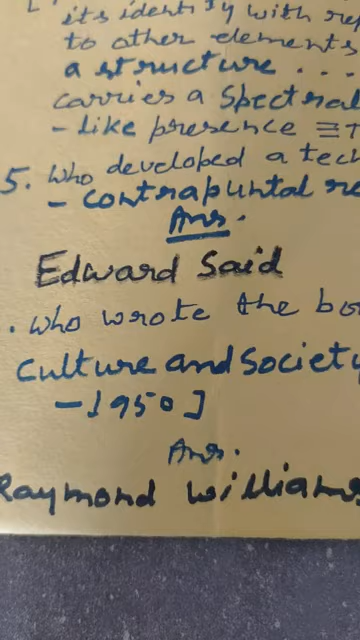 its identity with rep
to other elements
a structure ...
carries a Spectral
- like presence ≡T
5. who developed a tech
- contrapuntal re
Ans.
Edward Said
. who wrote the bo
Culture and Society
- 1950]
Ans.
Raymond Williams